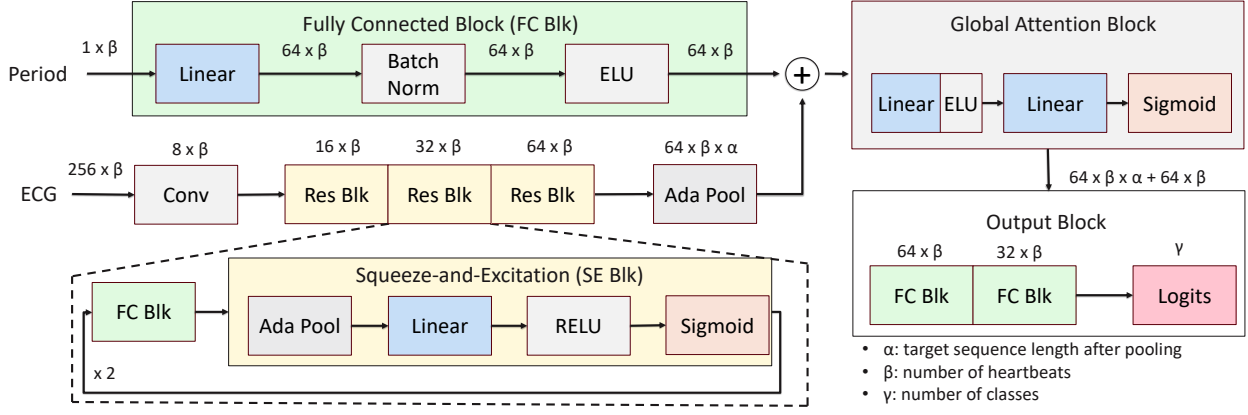 Fully Connected Block (FC Blk)
Global Attention Block
1 x β
64 x β
64 x β
64 x β
Period
Linear
Batch
Norm
ELU
+
Linear
ELU
Linear
Sigmoid
256 x β
8 x β
16 x β
32 x β
64 x β
64 x β x α
ECG
Conv
Res Blk
Res Blk
Res Blk
Ada Pool
64 x β x α + 64 x β
Output Block
64 x β
32 x β
γ
FC Blk
FC Blk
Logits
Squeeze-and-Excitation (SE Blk)
FC Blk
Ada Pool
Linear
RELU
Sigmoid
x 2
• α: target sequence length after pooling
• β: number of heartbeats
• γ: number of classes